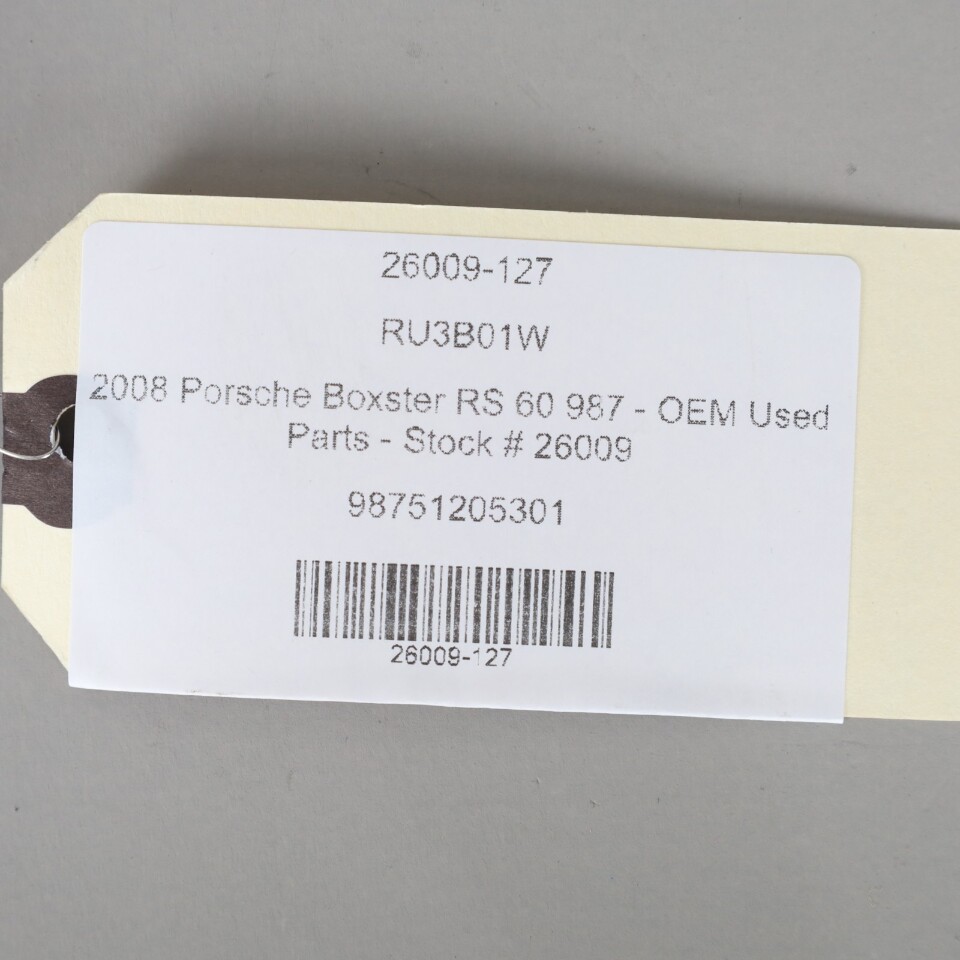 26009-127
RU3B01W
2008 Porsche Boxster RS 60 987 - OEM Used
Parts - Stock # 26009
98751205301
26009-127